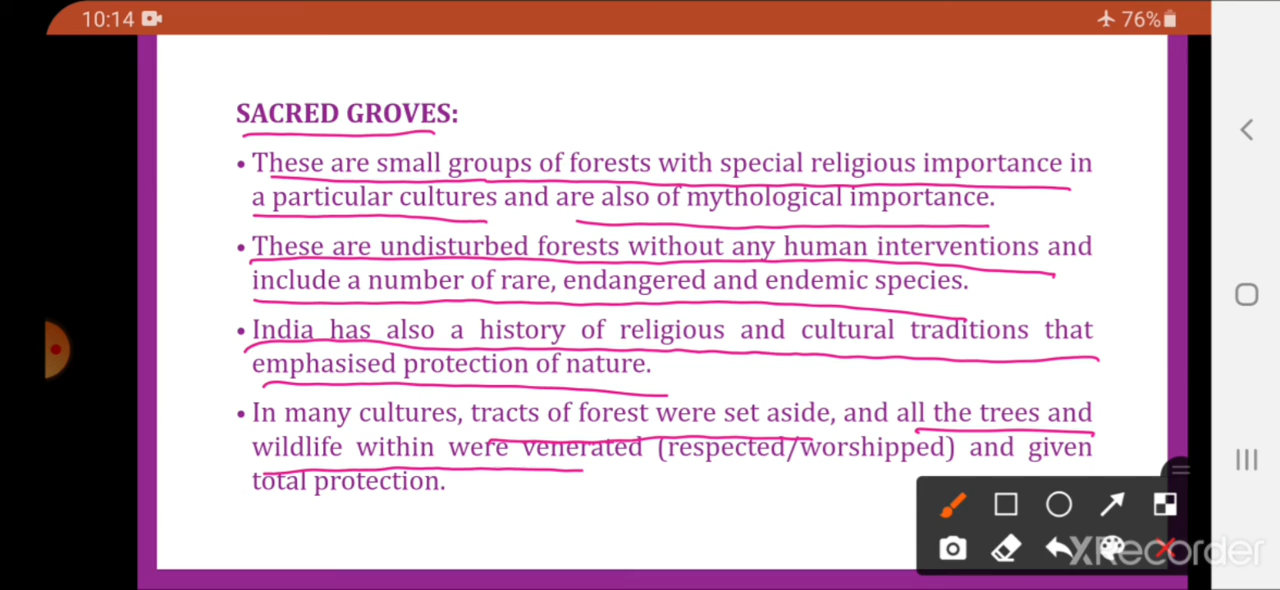 10:14
76%
SACRED GROVES:
• These are small groups of forests with special religious importance in
a particular cultures and are also of mythological importance.
• These are undisturbed forests without any human interventions and
include a number of rare, endangered and endemic species.
• India has also a history of religious and cultural traditions that
emphasised protection of nature.
• In many cultures, tracts of forest were set aside, and all the trees and
wildlife within were venerated (respected/worshipped) and given
total protection.
XRecorder